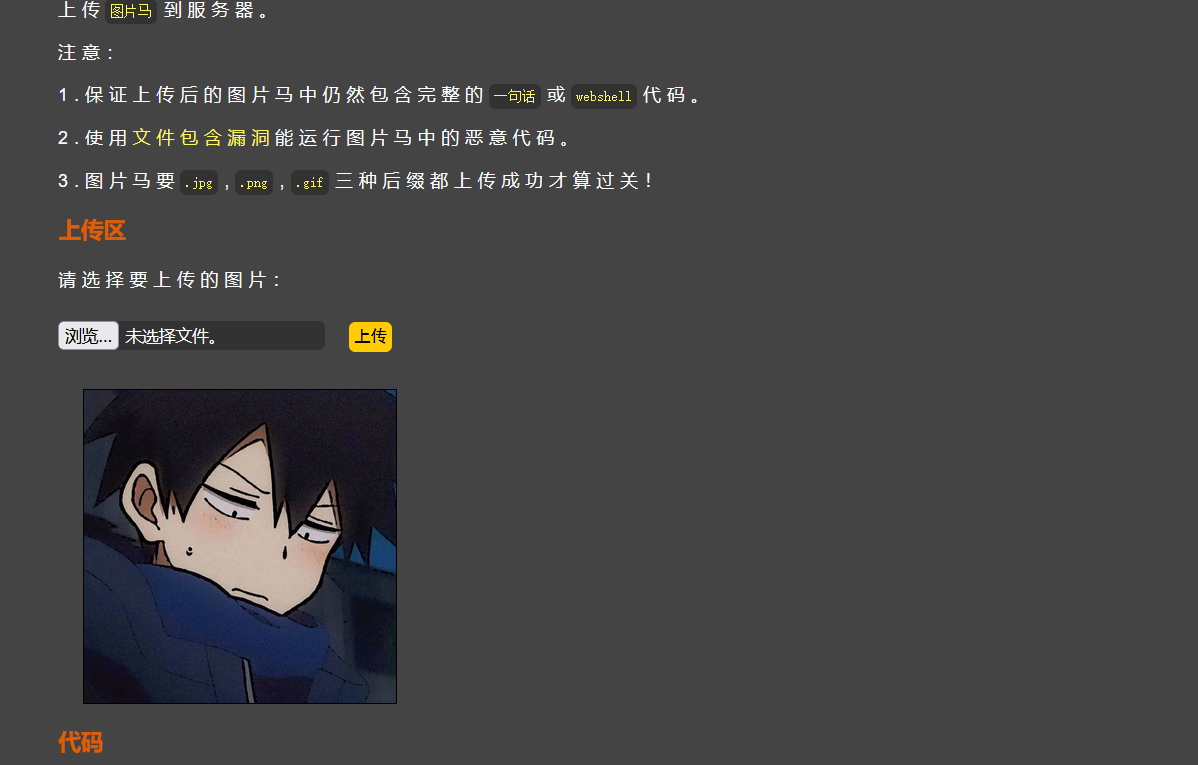 上传 图片马 到服务器。
注意：
1.保证上传后的图片马中仍然包含完整的 一句话 或 webshell 代码。
2.使用文件包含漏洞能运行图片马中的恶意代码。
3.图片马要 .jpg , .png , .gif 三种后缀都上传成功才算过关！
上传区
请选择要上传的图片：
浏览... 未选择文件。 上传
代码